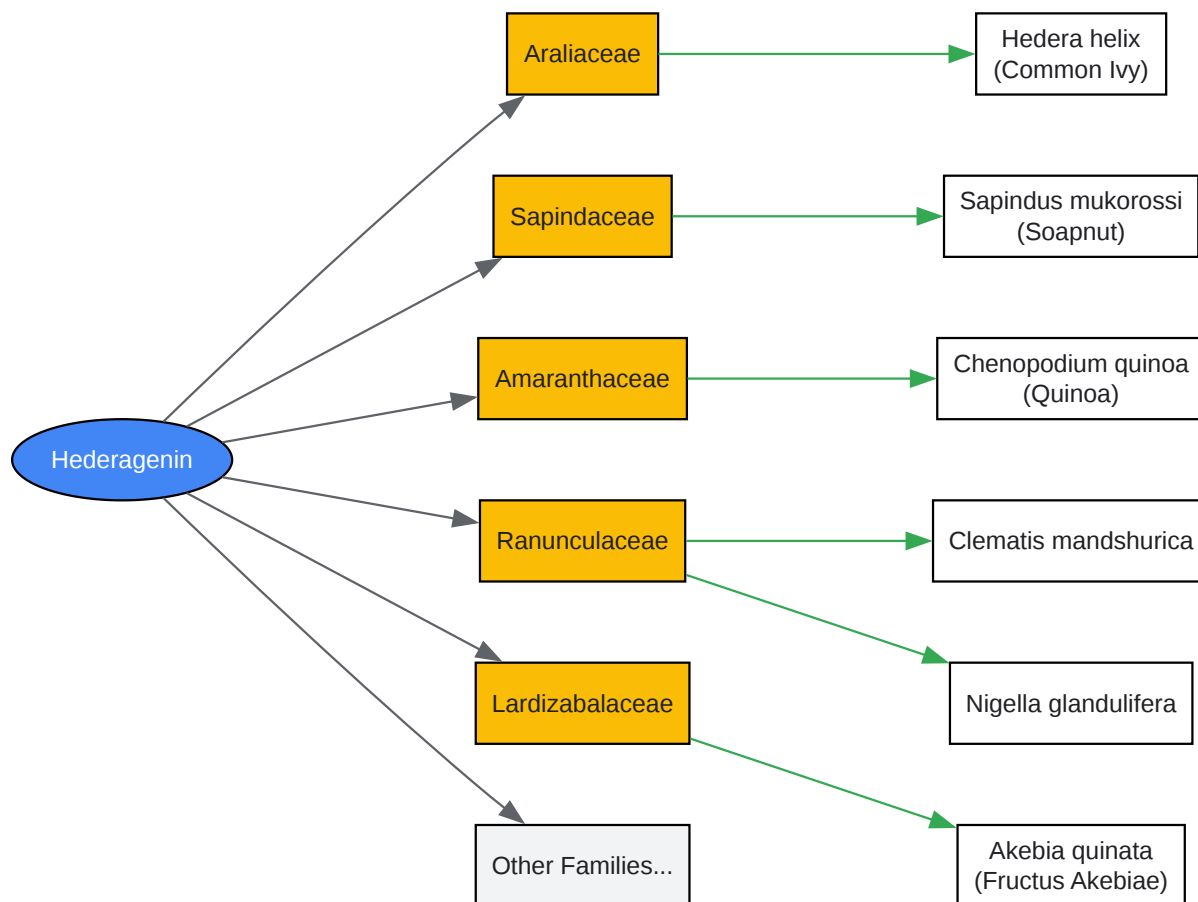 Araliaceae
Hedera helix
(Common Ivy)
Sapindaceae
Sapindus mukorossi
(Soapnut)
Amaranthaceae
Chenopodium quinoa
(Quinoa)
Hederagenin
Ranunculaceae
Clematis mandshurica
Lardizabalaceae
Nigella glandulifera
Other Families...
Akebia quinata
(Fructus Akebiae)